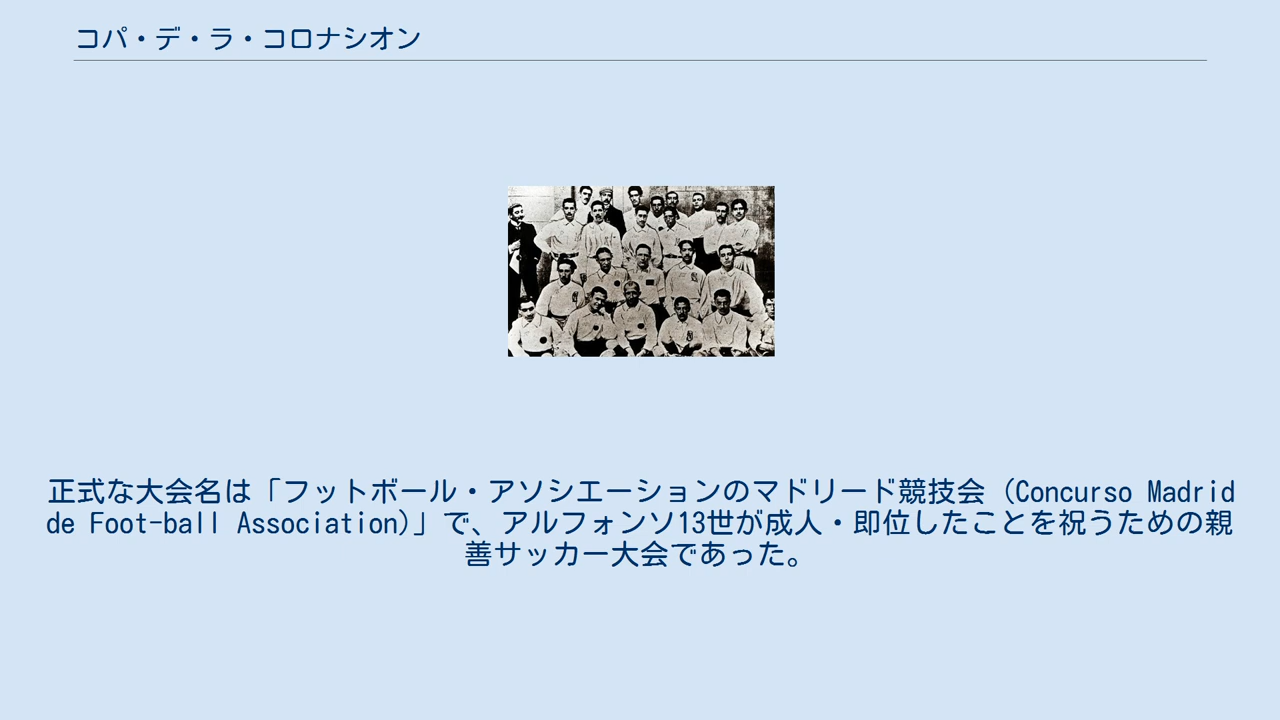 コパ・デ・ラ・コロナシオン
正式な大会名は「フットボール・アソシエーションのマドリード競技会（Concurso Madrid
de Foot-ball Association)」で、アルフォンソ13世が成人・即位したことを祝うための親
善サッカー大会であった。